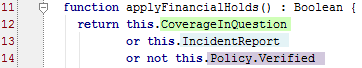 11 function applyFinancialHolds() : Boolean {
12 return this.CoverageInQuestion
13 or this.IncidentReport
14 or not this.Policy.Verified